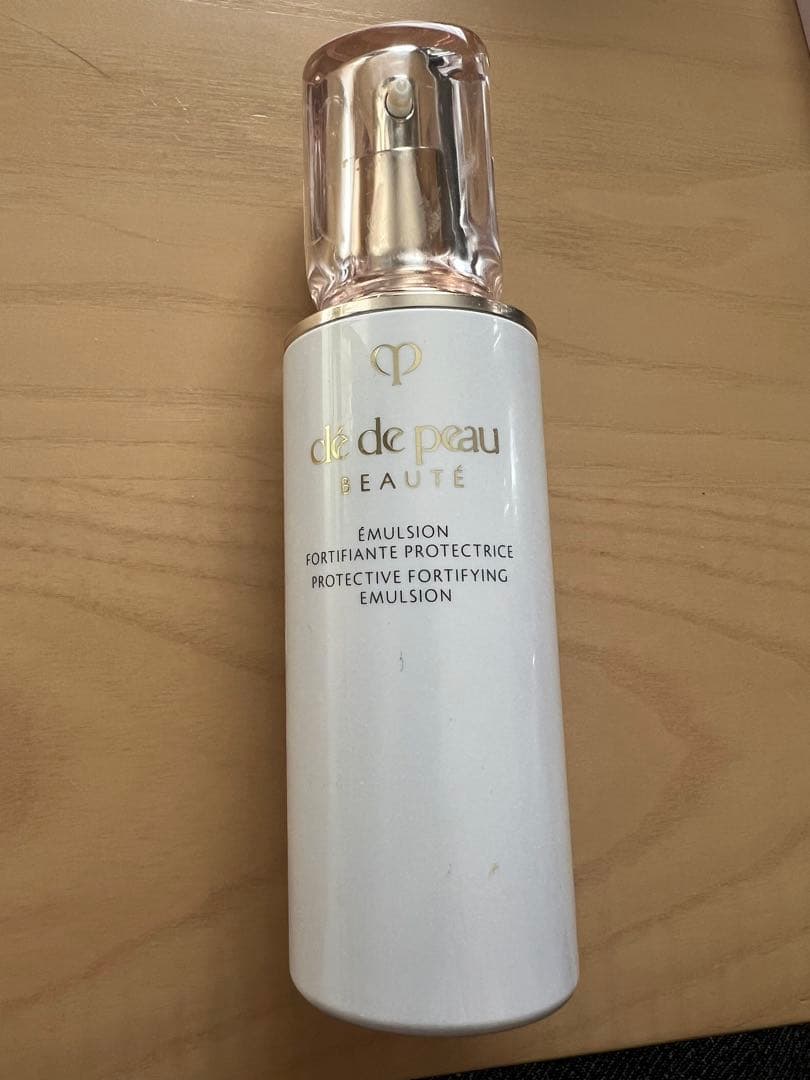 clé de peau
BEAUTÉ
ÉMULSION
FORTIFIANTE PROTECTRICE
PROTECTIVE FORTIFYING
EMULSION